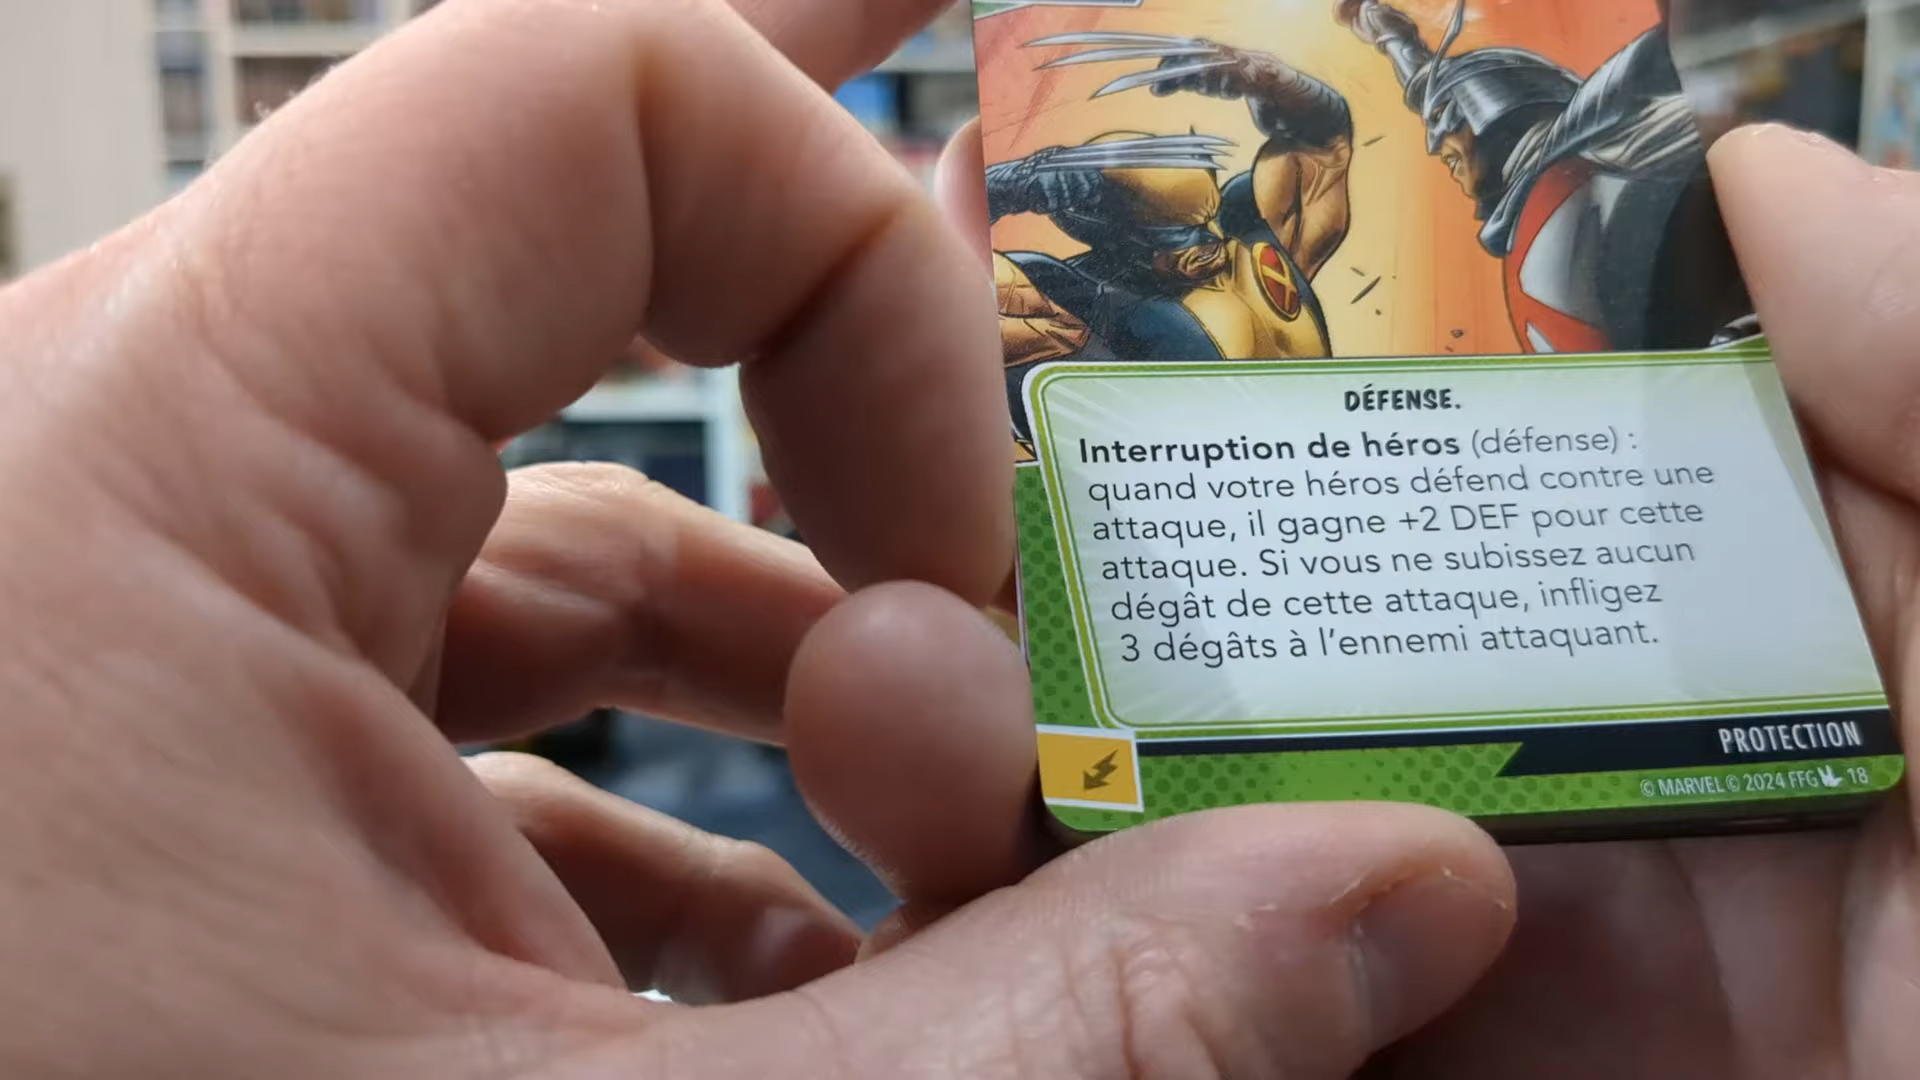 DÉFENSE.
Interruption de héros (défense) :
quand votre héros défend contre une
attaque, il gagne +2 DEF pour cette
attaque. Si vous ne subissez aucun
dégât de cette attaque, infligez
3 dégâts à l'ennemi attaquant.
PROTECTION
© MARVEL © 2024 FFG 18